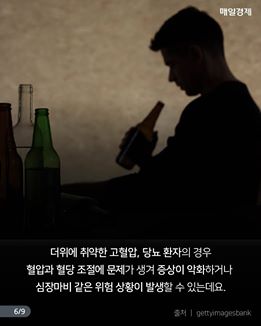 매일경제
더위에 취약한 고혈압, 당뇨 환자의 경우
혈압과 혈당 조절에 문제가 생겨 증상이 악화하거나
심장마비 같은 위험 상황이 발생할 수 있는데요.
6/9
출처 | gettyimagesbank